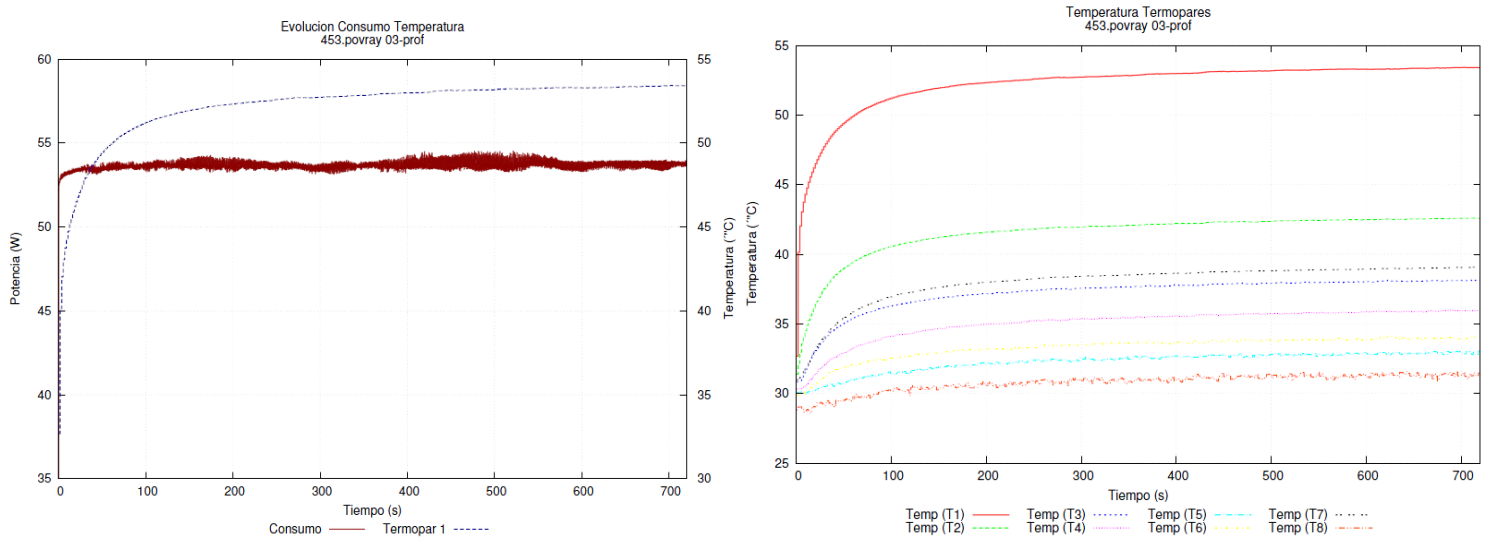 Evolucion Consumo Temperatura
453.povray 03-prof
60
55
50
45
40
35
Potencia (W)
55
50
45
40
35
30
Temperatura (°C)
0 100 200 300 400 500 600 700
Tiempo (s)
Consumo Termopar 1
Temperatura Termopares
453.povray 03-prof
55
50
45
40
35
30
25
Temperatura (°C)
0 100 200 300 400 500 600 700
Tiempo (s)
Temp (T1) Temp (T3) Temp (T5) Temp (T7)
Temp (T2) Temp (T4) Temp (T6) Temp (T8)